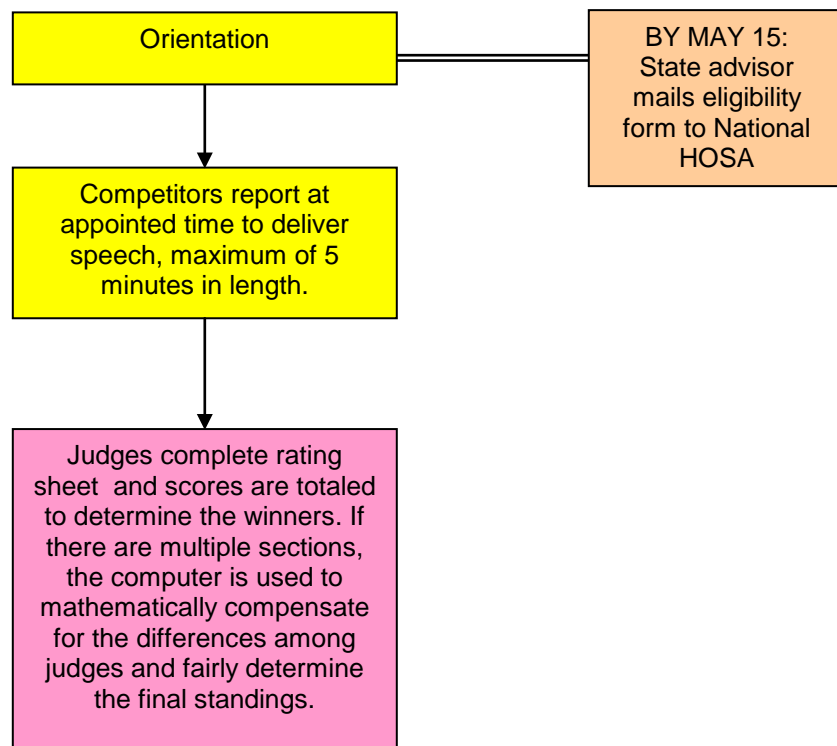 Orientation
BY MAY 15:
State advisor
mails eligibility
form to National
HOSA
Competitors report at
appointed time to deliver
speech, maximum of 5
minutes in length.
Judges complete rating
sheet  and scores are totaled
to determine the winners. If
there are multiple sections,
the computer is used to
mathematically compensate
for the differences among
judges and fairly determine
the final standings.